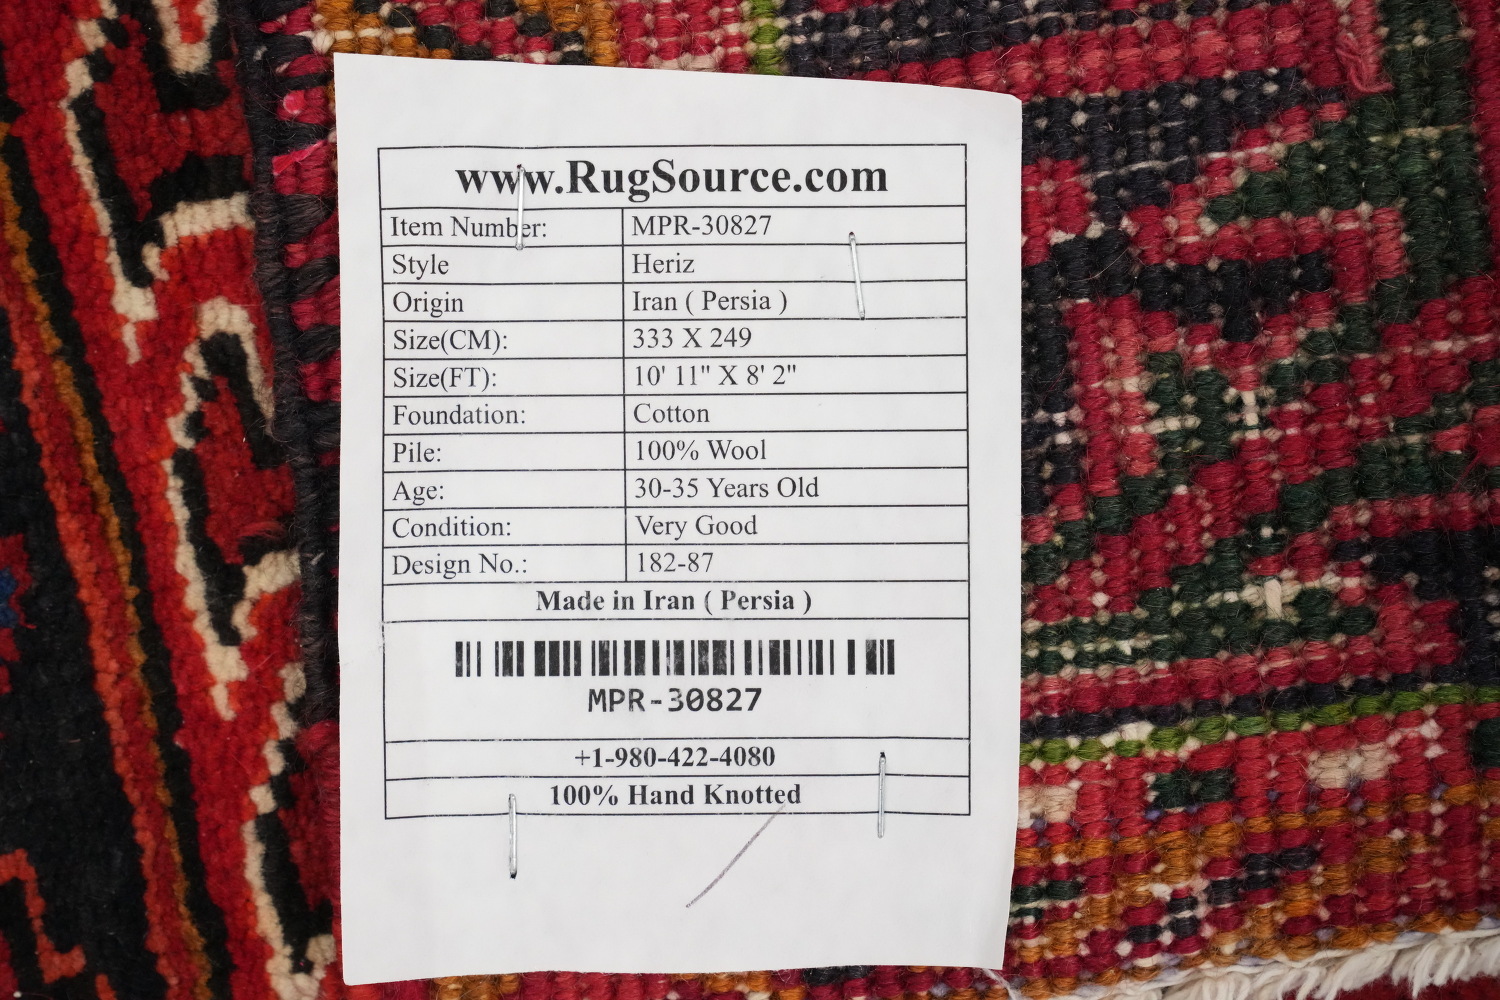 www.RugSource.com
Item Number: MPR-30827
Style Heriz
Origin Iran ( Persia )
Size(CM): 333 X 249
Size(FT): 10' 11" X 8' 2"
Foundation: Cotton
Pile: 100% Wool
Age: 30-35 Years Old
Condition: Very Good
Design No.: 182-87
Made in Iran ( Persia )
MPR-30827
+1-980-422-4080
100% Hand Knotted